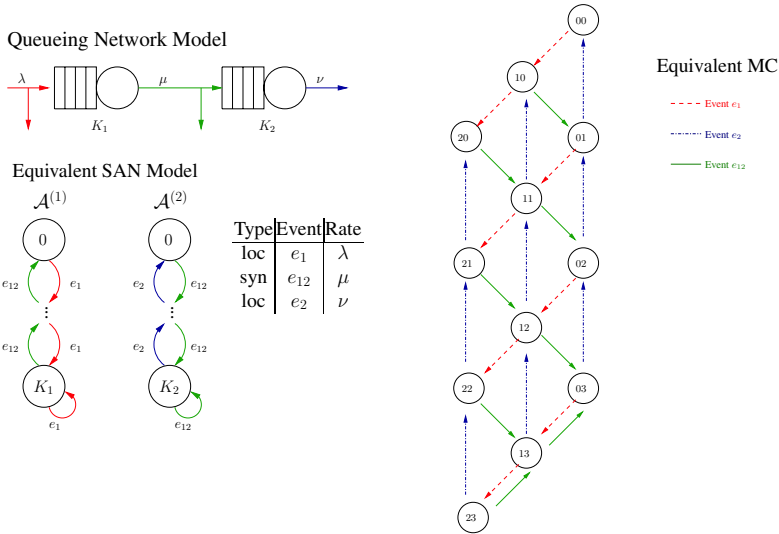 Queueing Network Model
λ
μ
ν
K₁
K₂
Equivalent SAN Model
𝒜⁽¹⁾
𝒜⁽²⁾
0
0
e₁₂
e₁
e₂
e₁₂
⋮
⋮
e₁₂
e₁
e₂
e₁₂
K₁
K₂
e₁
e₁₂
Type Event Rate
loc e₁ λ
syn e₁₂ μ
loc e₂ ν
00
10
20
01
11
21
02
12
22
03
13
23
Equivalent MC
Event e₁
Event e₂
Event e₁₂